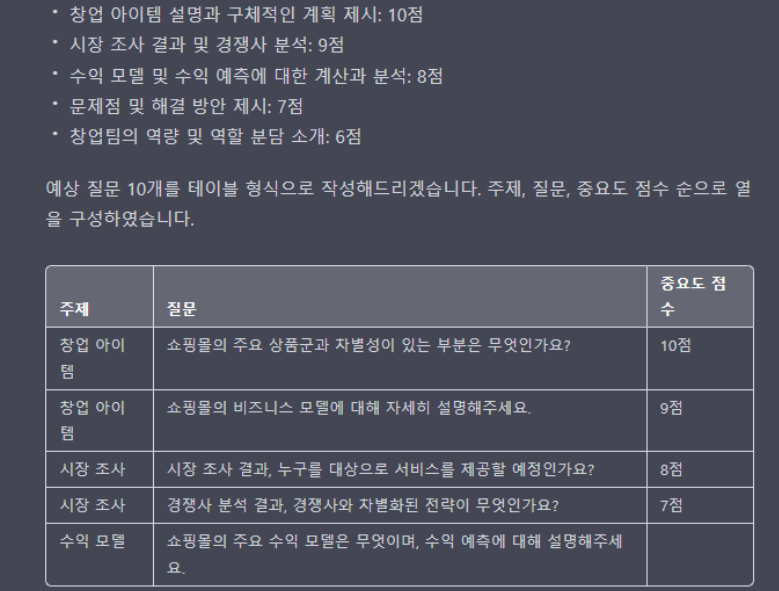 • 창업 아이템 설명과 구체적인 계획 제시: 10점
• 시장 조사 결과 및 경쟁사 분석: 9점
• 수익 모델 및 수익 예측에 대한 계산과 분석: 8점
• 문제점 및 해결 방안 제시: 7점
• 창업팀의 역량 및 역할 분담 소개: 6점
예상 질문 10개를 테이블 형식으로 작성해드리겠습니다. 주제, 질문, 중요도 점수 순으로 열
을 구성하였습니다.
주제 질문 중요도 점
수
창업 아이 쇼핑몰의 주요 상품군과 차별성이 있는 부분은 무엇인가요? 10점
템
창업 아이 쇼핑몰의 비즈니스 모델에 대해 자세히 설명해주세요. 9점
템
시장 조사 시장 조사 결과, 누구를 대상으로 서비스를 제공할 예정인가요? 8점
시장 조사 경쟁사 분석 결과, 경쟁사와 차별화된 전략이 무엇인가요? 7점
수익 모델 쇼핑몰의 주요 수익 모델은 무엇이며, 수익 예측에 대해 설명해주세
요.